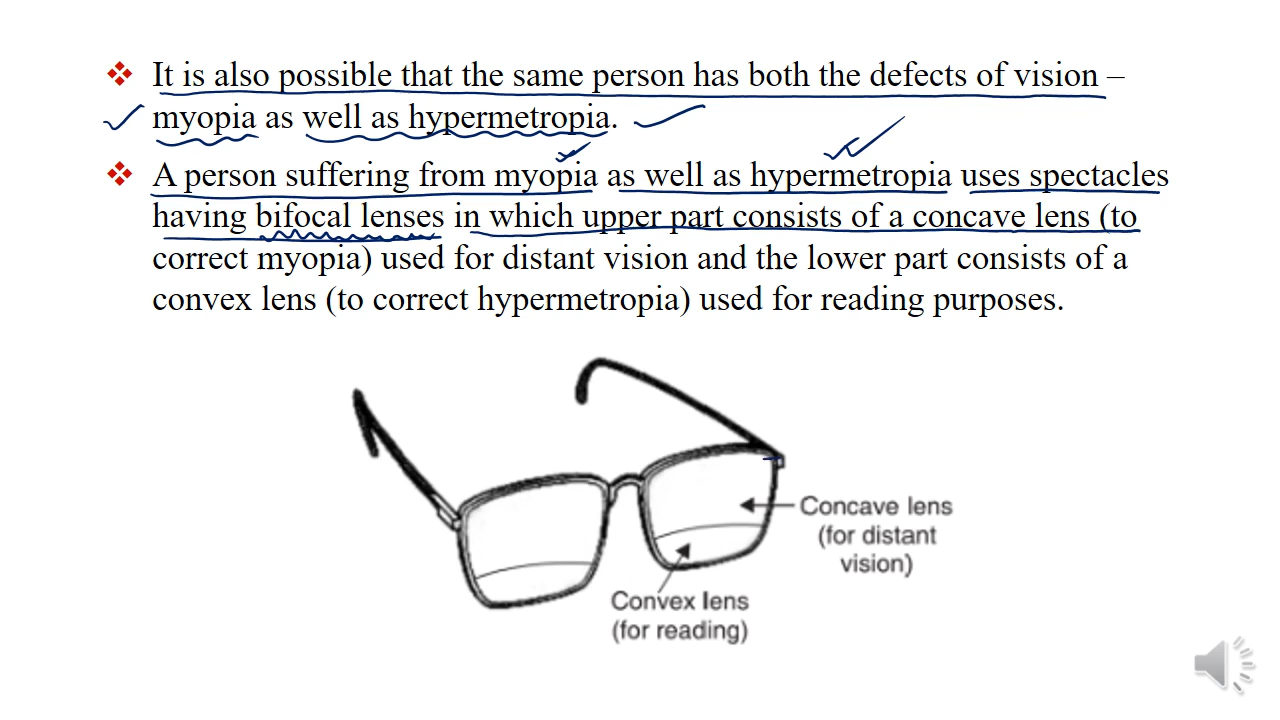 It is also possible that the same person has both the defects of vision –
myopia as well as hypermetropia.
A person suffering from myopia as well as hypermetropia uses spectacles
having bifocal lenses in which upper part consists of a concave lens (to
correct myopia) used for distant vision and the lower part consists of a
convex lens (to correct hypermetropia) used for reading purposes.
Concave lens
(for distant
vision)
Convex lens
(for reading)